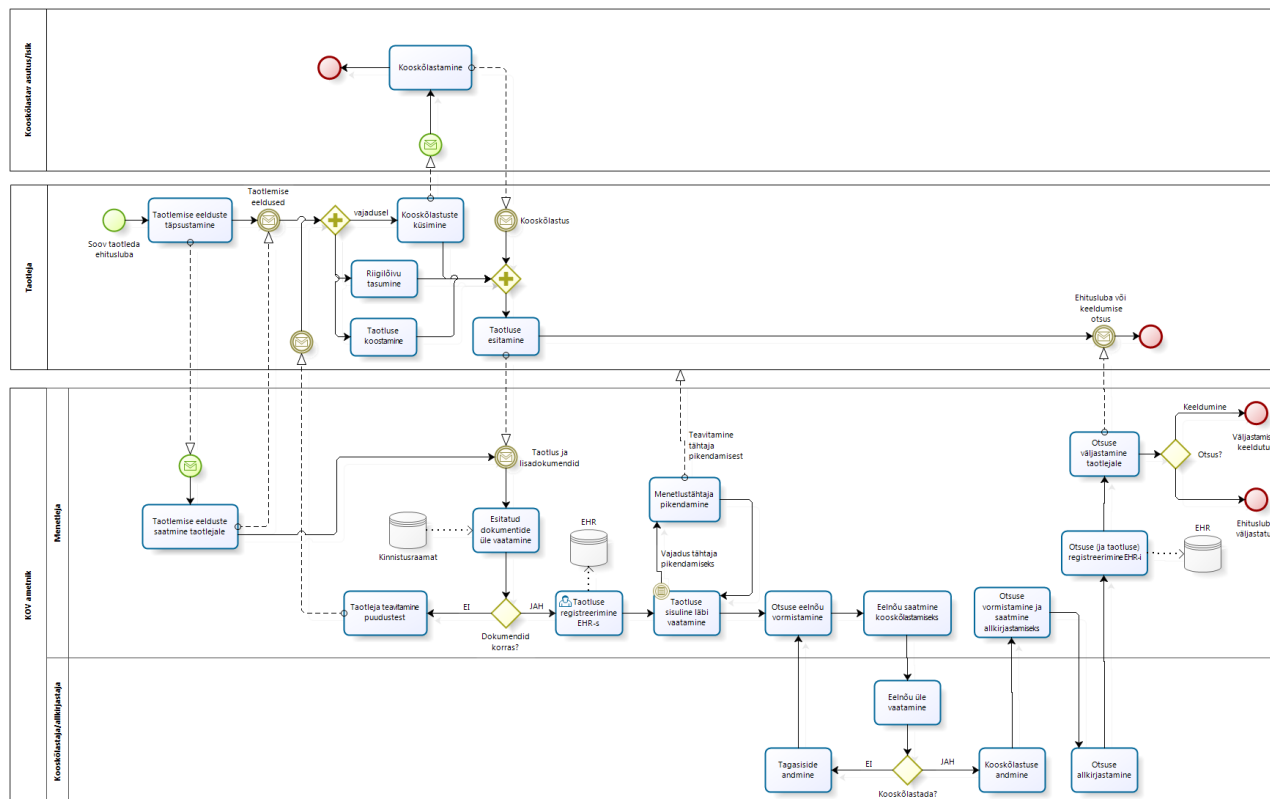 Kooskõlastav asutus/isik
Kooskõlastamine
Taotleja
Soov taotleda
ehitusluba
Taotlemise eelduste
täpsustamine
Taotlemise
eeldused
vajadusel
Kooskõlastuste
küsimine
Riigilõivu
tasumine
Taotluse
koostamine
Kooskõlastus
Taotluse
esitamine
Ehitusluba või
keeldumise
otsus
KOV ametnik
Menetleja
Taotlemise eelduste
saatmine taotlejale
Taotlus ja
lisadokumendid
Kinnistusraamat
Esitatud
dokumentide
üle vaatamine
Taotleja teavitamine
puudustest
EI
Dokumendid
korras?
JAH
EHR
Taotluse
registreerimine
EHR-s
Teavitamine
tähtaja
pikendamisest
Menetlustähtaja
pikendamine
Vajadus tähtaja
pikendamiseks
Taotluse
sisuline läbi
vaatamine
Otsuse eelnõu
vormistamine
Eelnõu saatmine
kooskõlastamiseks
Otsuse
vormistamine ja
saatmine
allkirjastamiseks
Otsuse (ja taotluse)
registreerimine EHR-i
EHR
Otsuse
väljastamine
taotlejale
Otsus?
Keeldumine
Väljastamis
keeldutu
Ehitusluba
väljastatu
Kooskõlastaja/allkirjastaja
Eelnõu üle
vaatamine
Tagasiside
andmine
EI
Kooskõlastada?
JAH
Kooskõlastuse
andmine
Otsuse
allkirjastamine